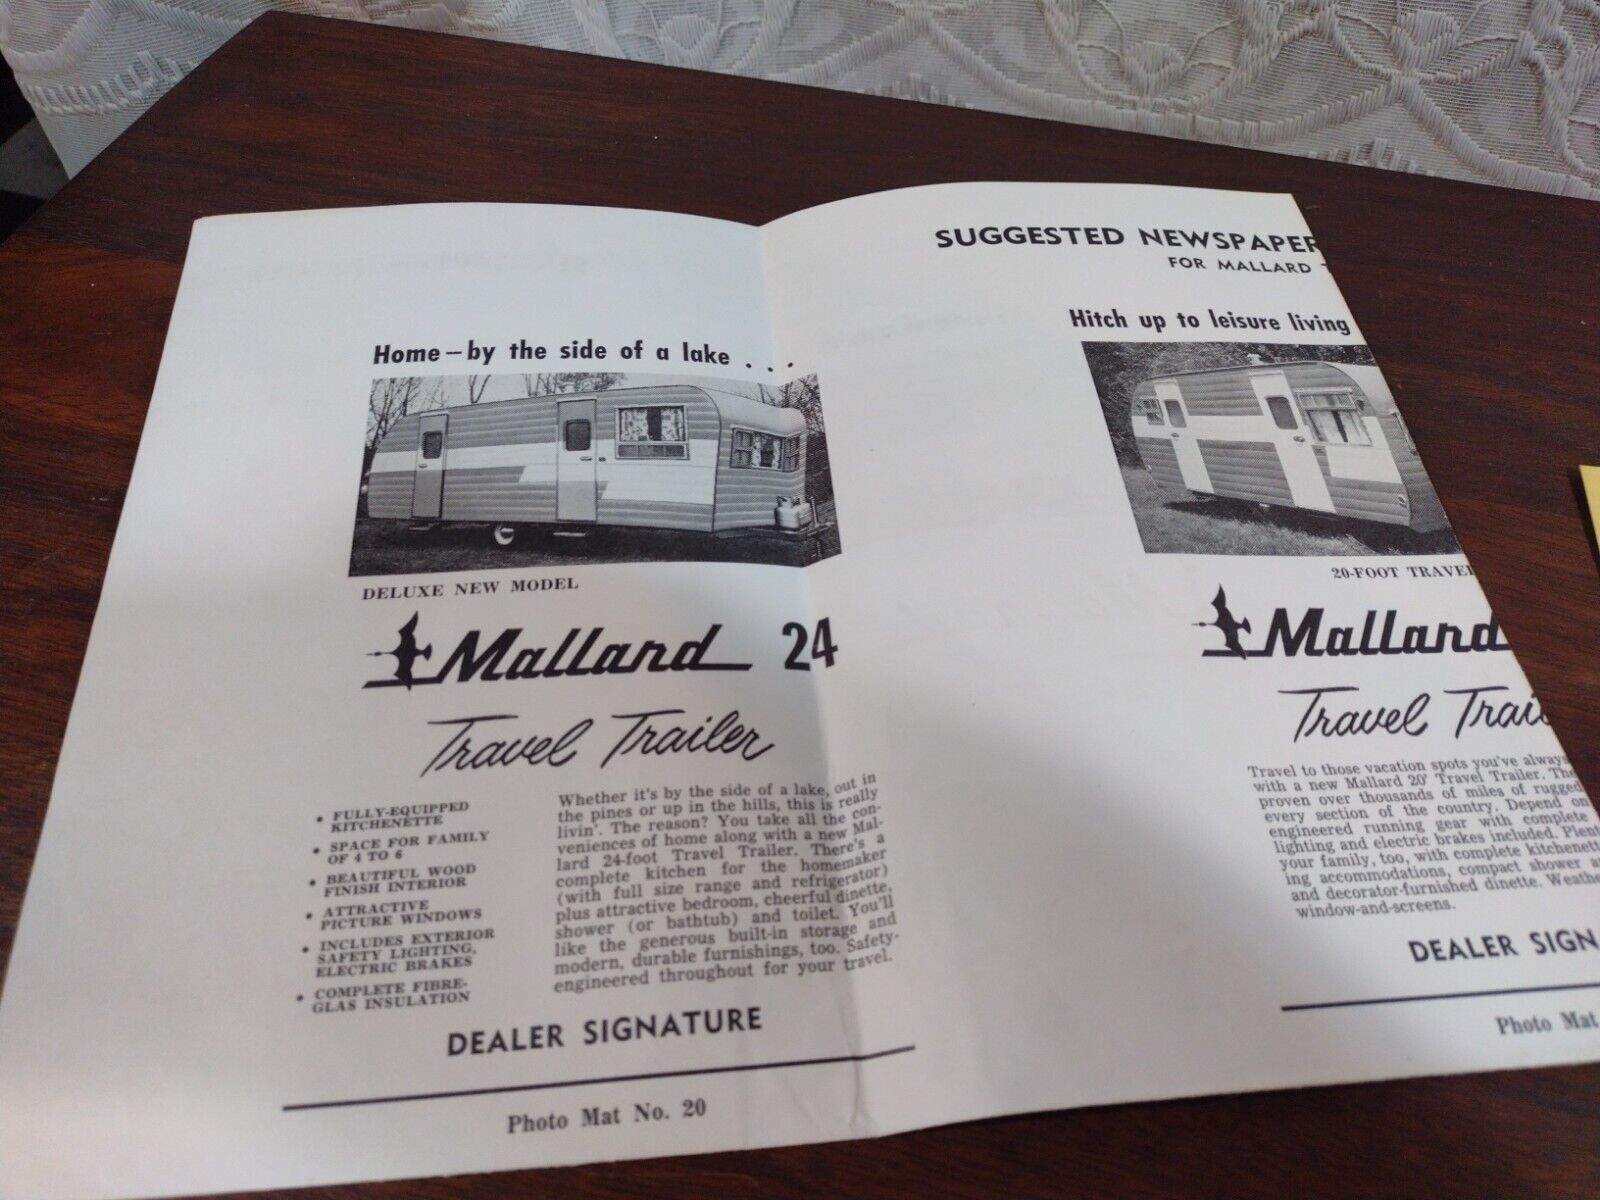 Home – by the side of a lake . . .
DELUXE NEW MODEL
Mallard 24
Travel Trailer
• FULLY-EQUIPPED
KITCHENETTE
• SPACE FOR FAMILY
OF 4 TO 6
• BEAUTIFUL WOOD
FINISH INTERIOR
• ATTRACTIVE
PICTURE WINDOWS
• INCLUDES EXTERIOR
SAFETY LIGHTING,
ELECTRIC BRAKES
• COMPLETE FIBRE-
GLAS INSULATION
Whether it's by the side of a lake, out in
the pines or up in the hills, this is really
livin'. The reason? You take all the con-
veniences of home along with a new Mal-
lard 24-foot Travel Trailer. There's a
complete kitchen for the homemaker
(with full size range and refrigerator)
plus attractive bedroom, cheerful dinette,
shower (or bathtub) and toilet. You'll
like the generous built-in storage and
modern, durable furnishings, too. Safety-
engineered throughout for your travel.
DEALER SIGNATURE
Photo Mat No. 20
SUGGESTED NEWSPAPER
FOR MALLARD
Hitch up to leisure living
20-FOOT TRAVEL
Mallard
Travel Trail
Travel to those vacation spots you've always
with a new Mallard 20' Travel Trailer. The
proven over thousands of miles of rugged
every section of the country. Depend on
engineered running gear with complete
lighting and electric brakes included. Plent
your family, too, with complete kitchenett
ing accommodations, compact shower a
and decorator-furnished dinette. Weathe
window-and-screens.
DEALER SIGN
Photo Mat